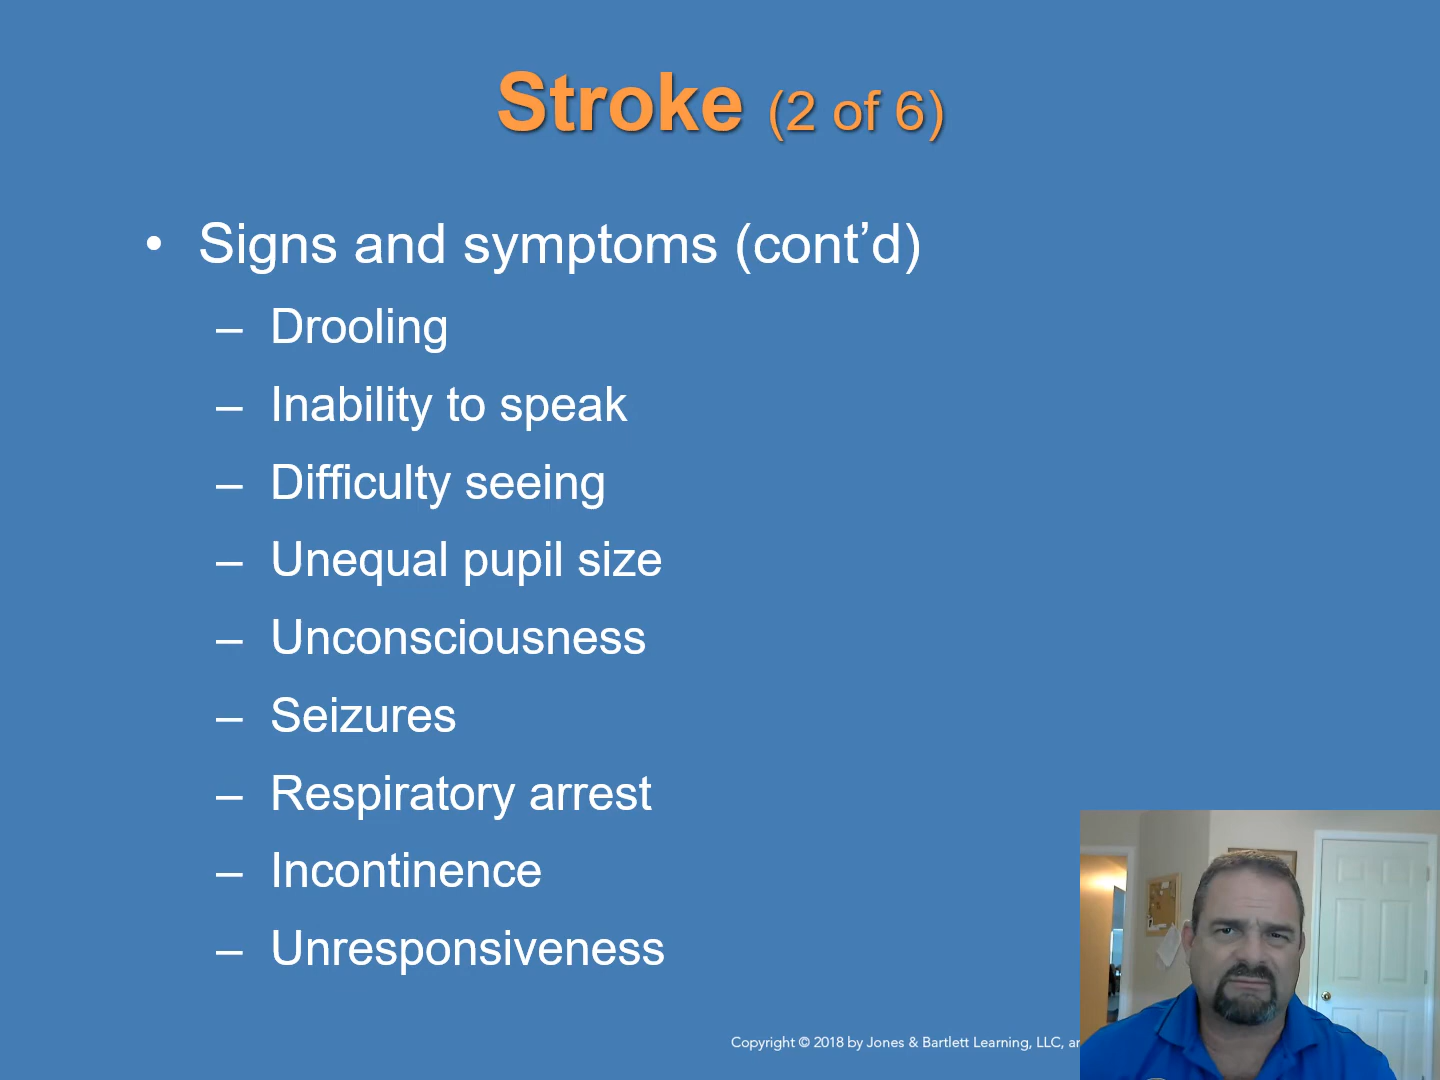 Stroke (2 of 6)
• Signs and symptoms (cont’d)
– Drooling
– Inability to speak
– Difficulty seeing
– Unequal pupil size
– Unconsciousness
– Seizures
– Respiratory arrest
– Incontinence
– Unresponsiveness
Copyright © 2018 by Jones & Bartlett Learning, LLC,